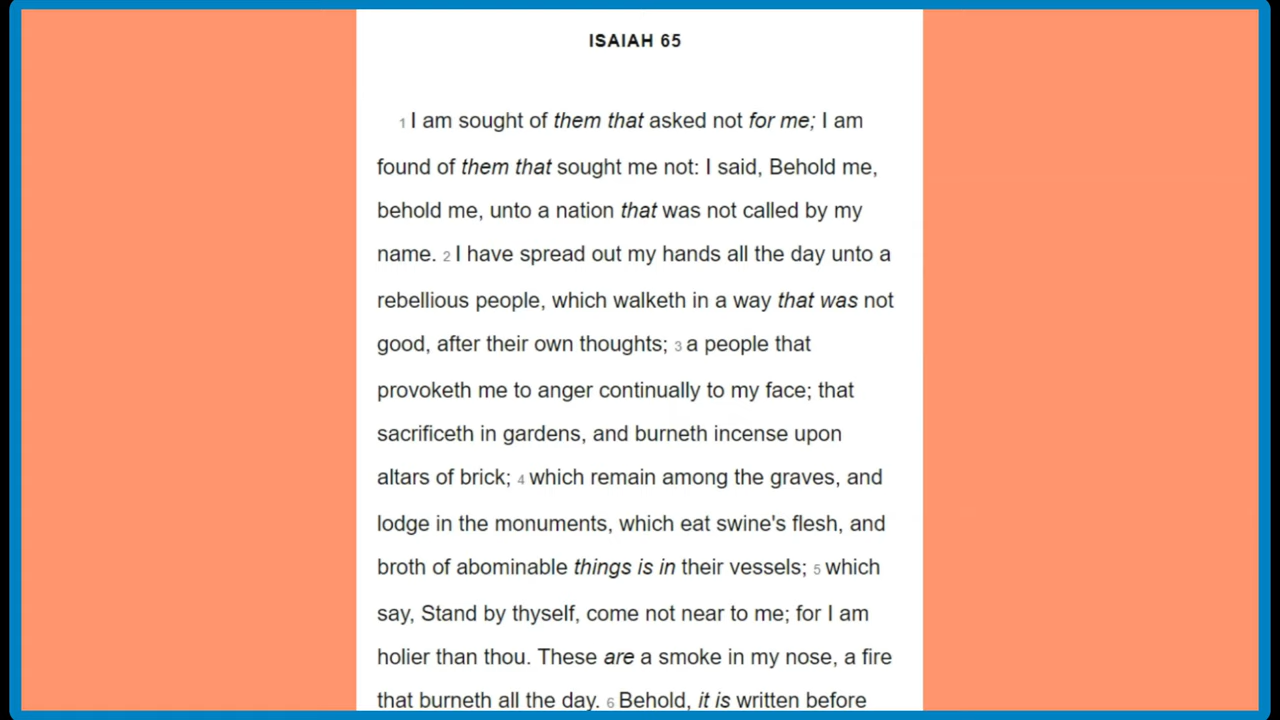 ISAIAH 65
1 I am sought of them that asked not for me; I am
found of them that sought me not: I said, Behold me,
behold me, unto a nation that was not called by my
name. 2 I have spread out my hands all the day unto a
rebellious people, which walketh in a way that was not
good, after their own thoughts; 3 a people that
provoketh me to anger continually to my face; that
sacrificeth in gardens, and burneth incense upon
altars of brick; 4 which remain among the graves, and
lodge in the monuments, which eat swine's flesh, and
broth of abominable things is in their vessels; 5 which
say, Stand by thyself, come not near to me; for I am
holier than thou. These are a smoke in my nose, a fire
that burneth all the day. 6 Behold, it is written before